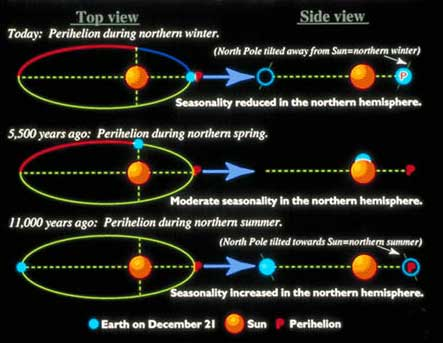 Top view
Side view
Today: Perihelion during northern winter.
(North Pole tilted away from Sun=northern winter)
P
P
Seasonality reduced in the northern hemisphere.
5,500 years ago: Perihelion during northern spring.
P
P
Moderate seasonality in the northern hemisphere.
11,000 years ago: Perihelion during northern summer.
(North Pole tilted towards Sun=northern summer)
P
P
Seasonality increased in the northern hemisphere.
Earth on December 21 Sun P Perihelion